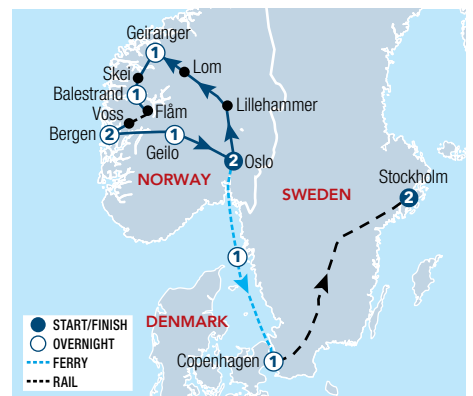 Geiranger
1
Skei
Lom
Balestrand
1
Lillehammer
Voss
Flåm
Bergen
2
1
Geilo
2
Oslo
NORWAY
SWEDEN
Stockholm
2
1
DENMARK
Copenhagen
1
START/FINISH
OVERNIGHT
FERRY
RAIL